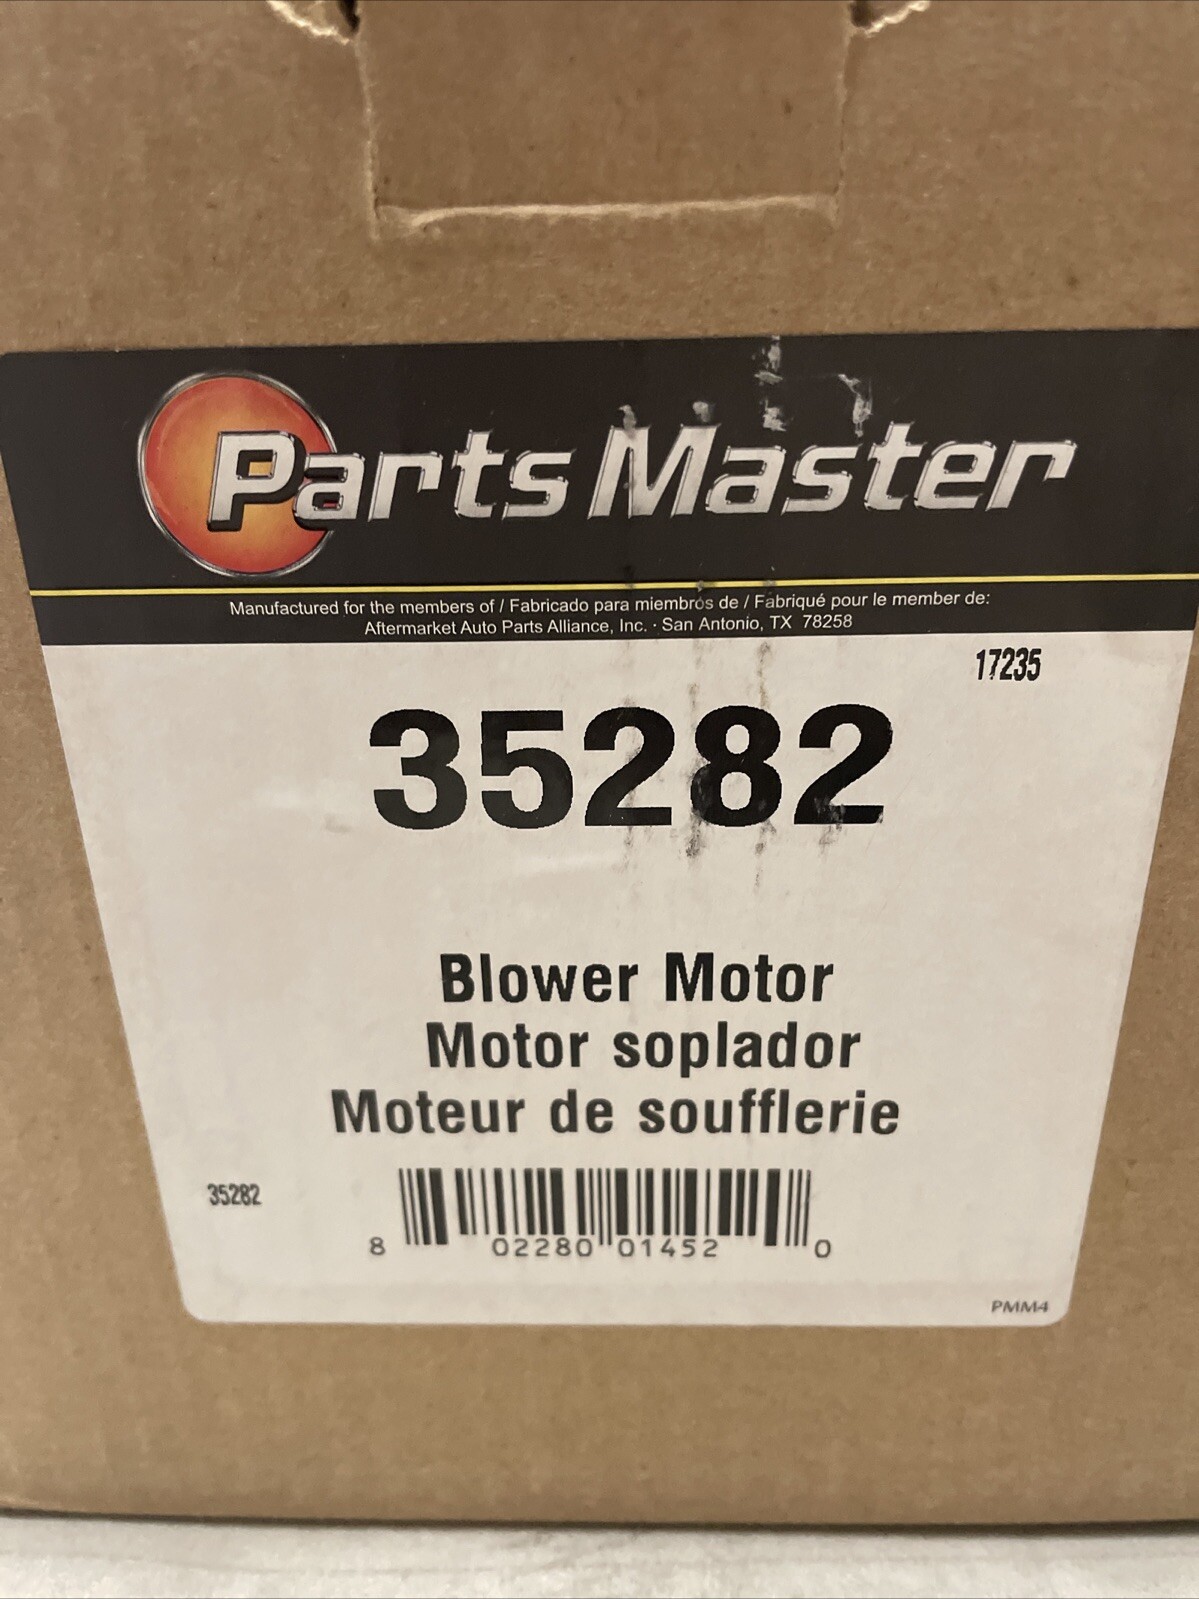 Parts Master
Manufactured for the members of / Fabricado para miembros de / Fabriqué pour le member de:
Aftermarket Auto Parts Alliance, Inc. · San Antonio, TX 78258
17235
35282
Blower Motor
Motor soplador
Moteur de soufflerie
35282
8 02280 01452 0
PMM4